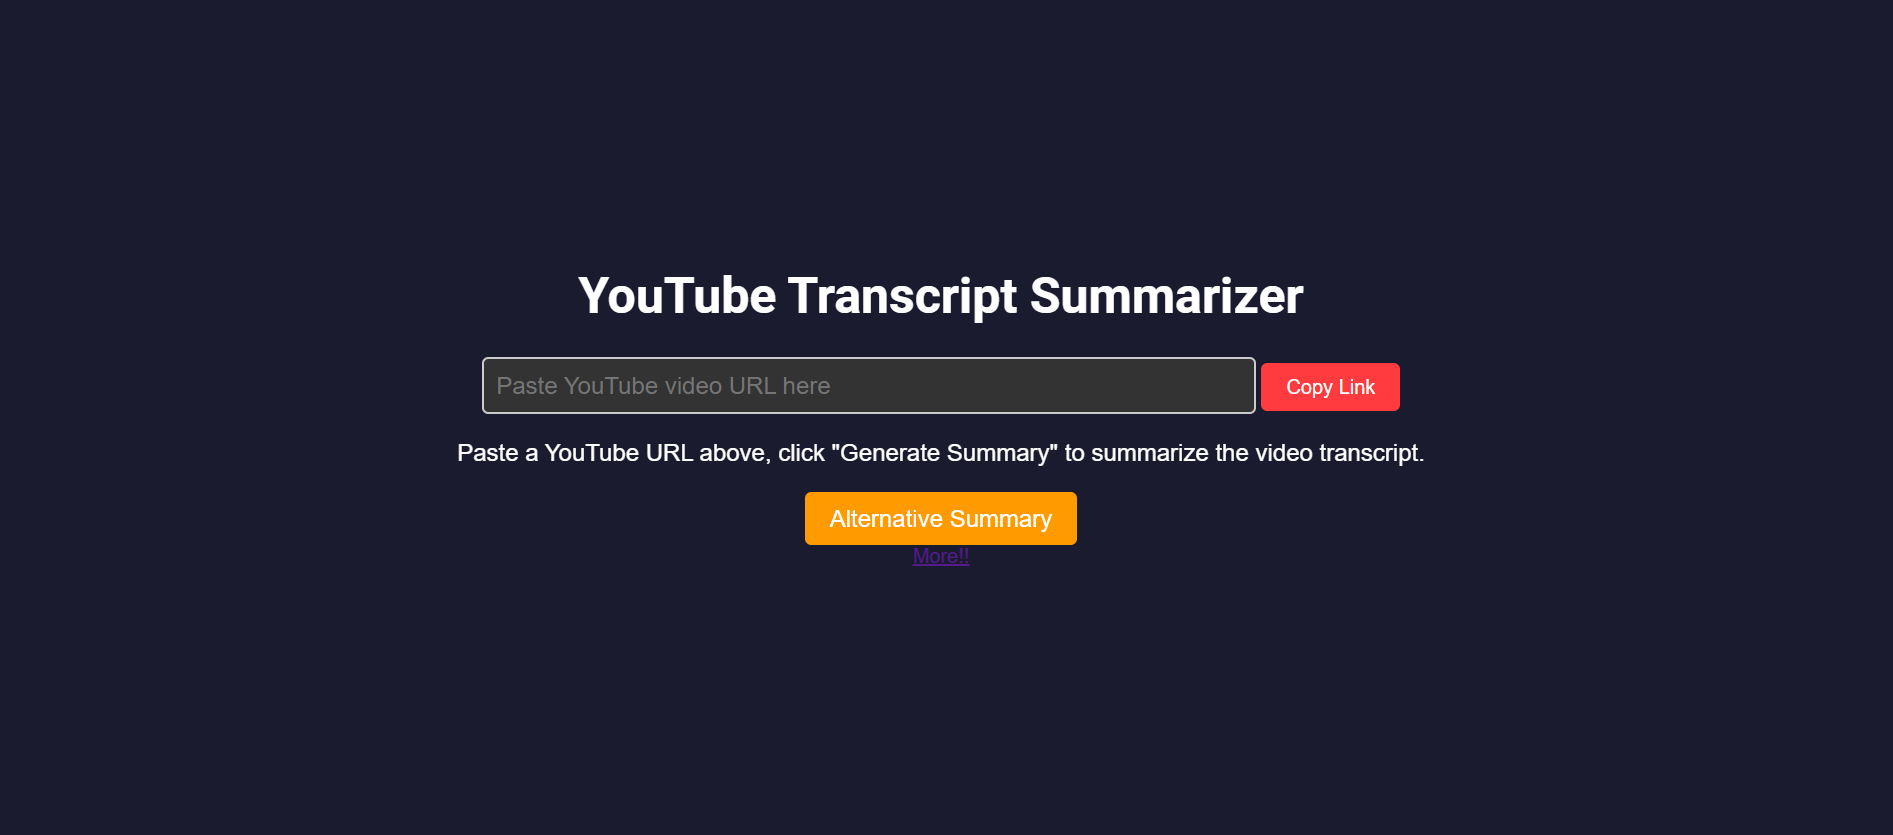 YouTube Transcript Summarizer
Paste YouTube video URL here
Copy Link
Paste a YouTube URL above, click "Generate Summary" to summarize the video transcript.
Alternative Summary
More!!